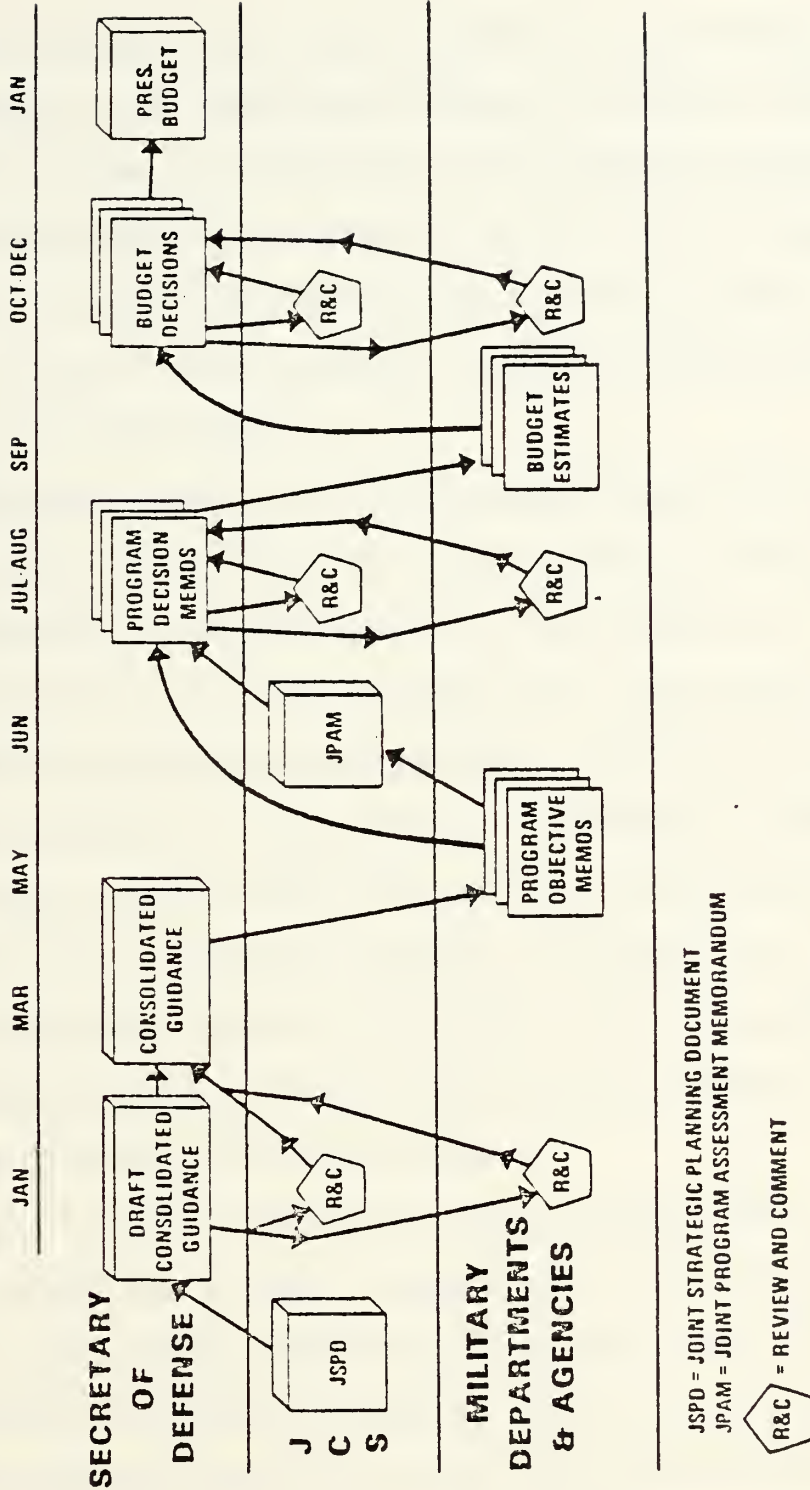 JAN
MAR
MAY
JUN
JUL-AUG
SEP
OCT-DEC
JAN
SECRETARY
OF
DEFENSE
DRAFT
CONSOLIDATED
GUIDANCE
CONSOLIDATED
GUIDANCE
PROGRAM
DECISION
MEMOS
BUDGET
DECISIONS
PRES.
BUDGET
J
C
S
JSPD
R&C
JPAM
R&C
R&C
MILITARY
DEPARTMENTS
& AGENCIES
R&C
PROGRAM
OBJECTIVE
MEMOS
R&C
BUDGET
ESTIMATES
R&C
JSPD = JOINT STRATEGIC PLANNING DOCUMENT
JPAM = JOINT PROGRAM ASSESSMENT MEMORANDUM
R&C = REVIEW AND COMMENT